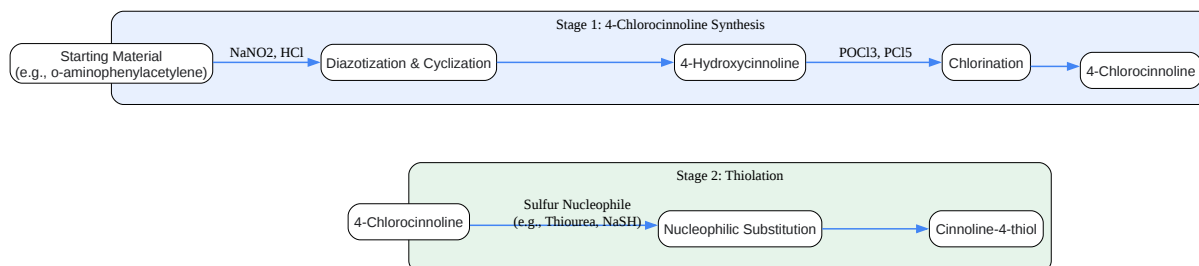 Stage 1: 4-Chlorocinnoline Synthesis
Starting Material
(e.g., o-aminophenylacetylene)
NaNO2, HCl
Diazotization & Cyclization
4-Hydroxycinnoline
POCl3, PCl5
Chlorination
4-Chlorocinnoline
Stage 2: Thiolation
4-Chlorocinnoline
Sulfur Nucleophile
(e.g., Thiourea, NaSH)
Nucleophilic Substitution
Cinnoline-4-thiol